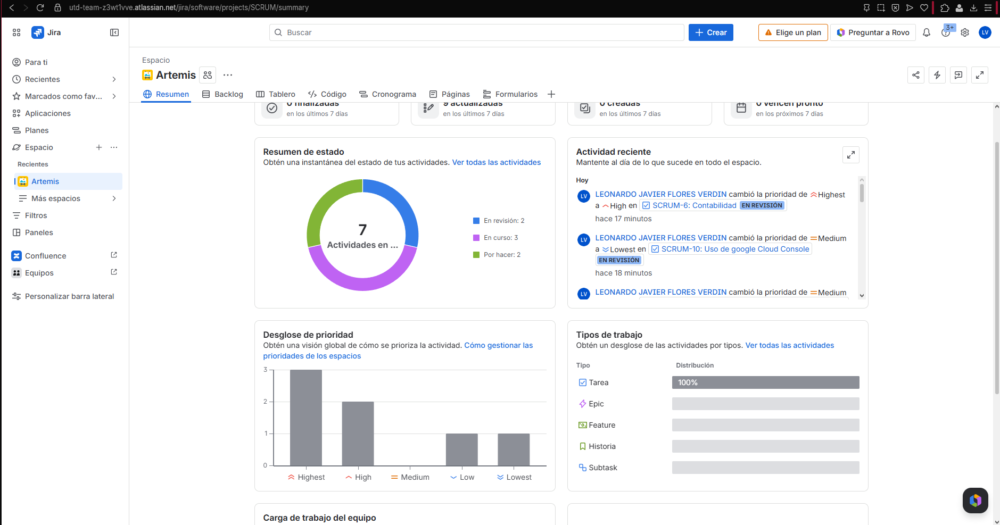 utd-team-z3wt1vve.atlassian.net/jira/software/projects/SCRUM/summary
Jira
Buscar
Crear
Elige un plan
Preguntar a Rovo
3+
LV
Para ti
Recientes
Marcados como fav...
Aplicaciones
Planes
Espacio
Recientes
Artemis
Más espacios
Filtros
Paneles
Confluence
Equipos
Personalizar barra lateral
Espacio
Artemis
Resumen
Backlog
Tablero
Código
Cronograma
Páginas
Formularios
0 finalizadas
en los últimos 7 días
9 actualizadas
en los últimos 7 días
0 creadas
en los últimos 7 días
0 vencen pronto
en los próximos 7 días
Resumen de estado
Obtén una instantánea del estado de tus actividades. Ver todas las actividades
7
Actividades en ...
En revisión: 2
En curso: 3
Por hacer: 2
Actividad reciente
Mantente al día de lo que sucede en todo el espacio.
Hoy
LV
LEONARDO JAVIER FLORES VERDIN cambió la prioridad de Highest
a High en SCRUM-6: Contabilidad EN REVISIÓN
hace 17 minutos
LV
LEONARDO JAVIER FLORES VERDIN cambió la prioridad de Medium
a Lowest en SCRUM-10: Uso de google Cloud Console
EN REVISIÓN
hace 18 minutos
LV
LEONARDO JAVIER FLORES VERDIN cambió la prioridad de Medium
Desglose de prioridad
Obtén una visión global de cómo se prioriza la actividad. Cómo gestionar las
prioridades de los espacios
3
2
1
0
Highest
High
Medium
Low
Lowest
Tipos de trabajo
Obtén un desglose de las actividades por tipos. Ver todas las actividades
Tipo
Distribución
Tarea
100%
Epic
Feature
Historia
Subtask
Carga de trabajo del equipo